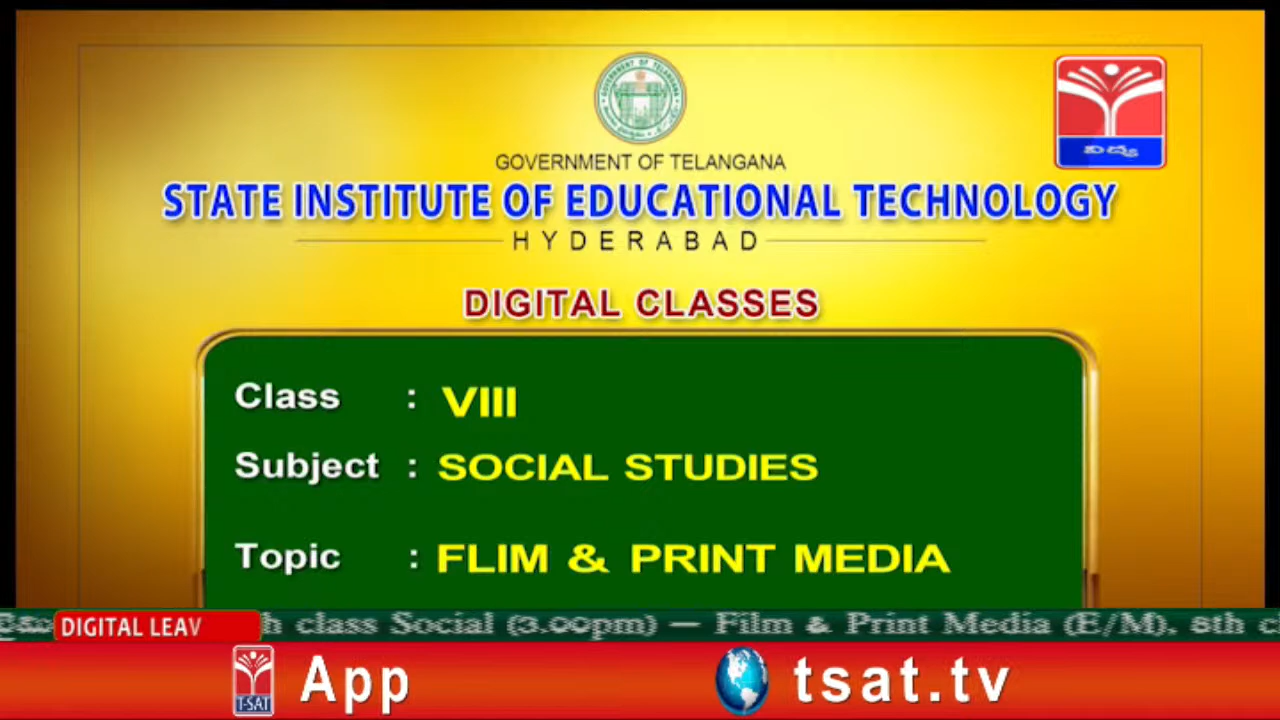 GOVERNMENT OF TELANGANA
విద్య
STATE INSTITUTE OF EDUCATIONAL TECHNOLOGY
HYDERABAD
DIGITAL CLASSES
Class : VIII
Subject : SOCIAL STUDIES
Topic : FLIM & PRINT MEDIA
DIGITAL LEAV
h class Social (3.00pm) – Film & Print Media (E/M), 8th c
T-SAT App
tsat.tv